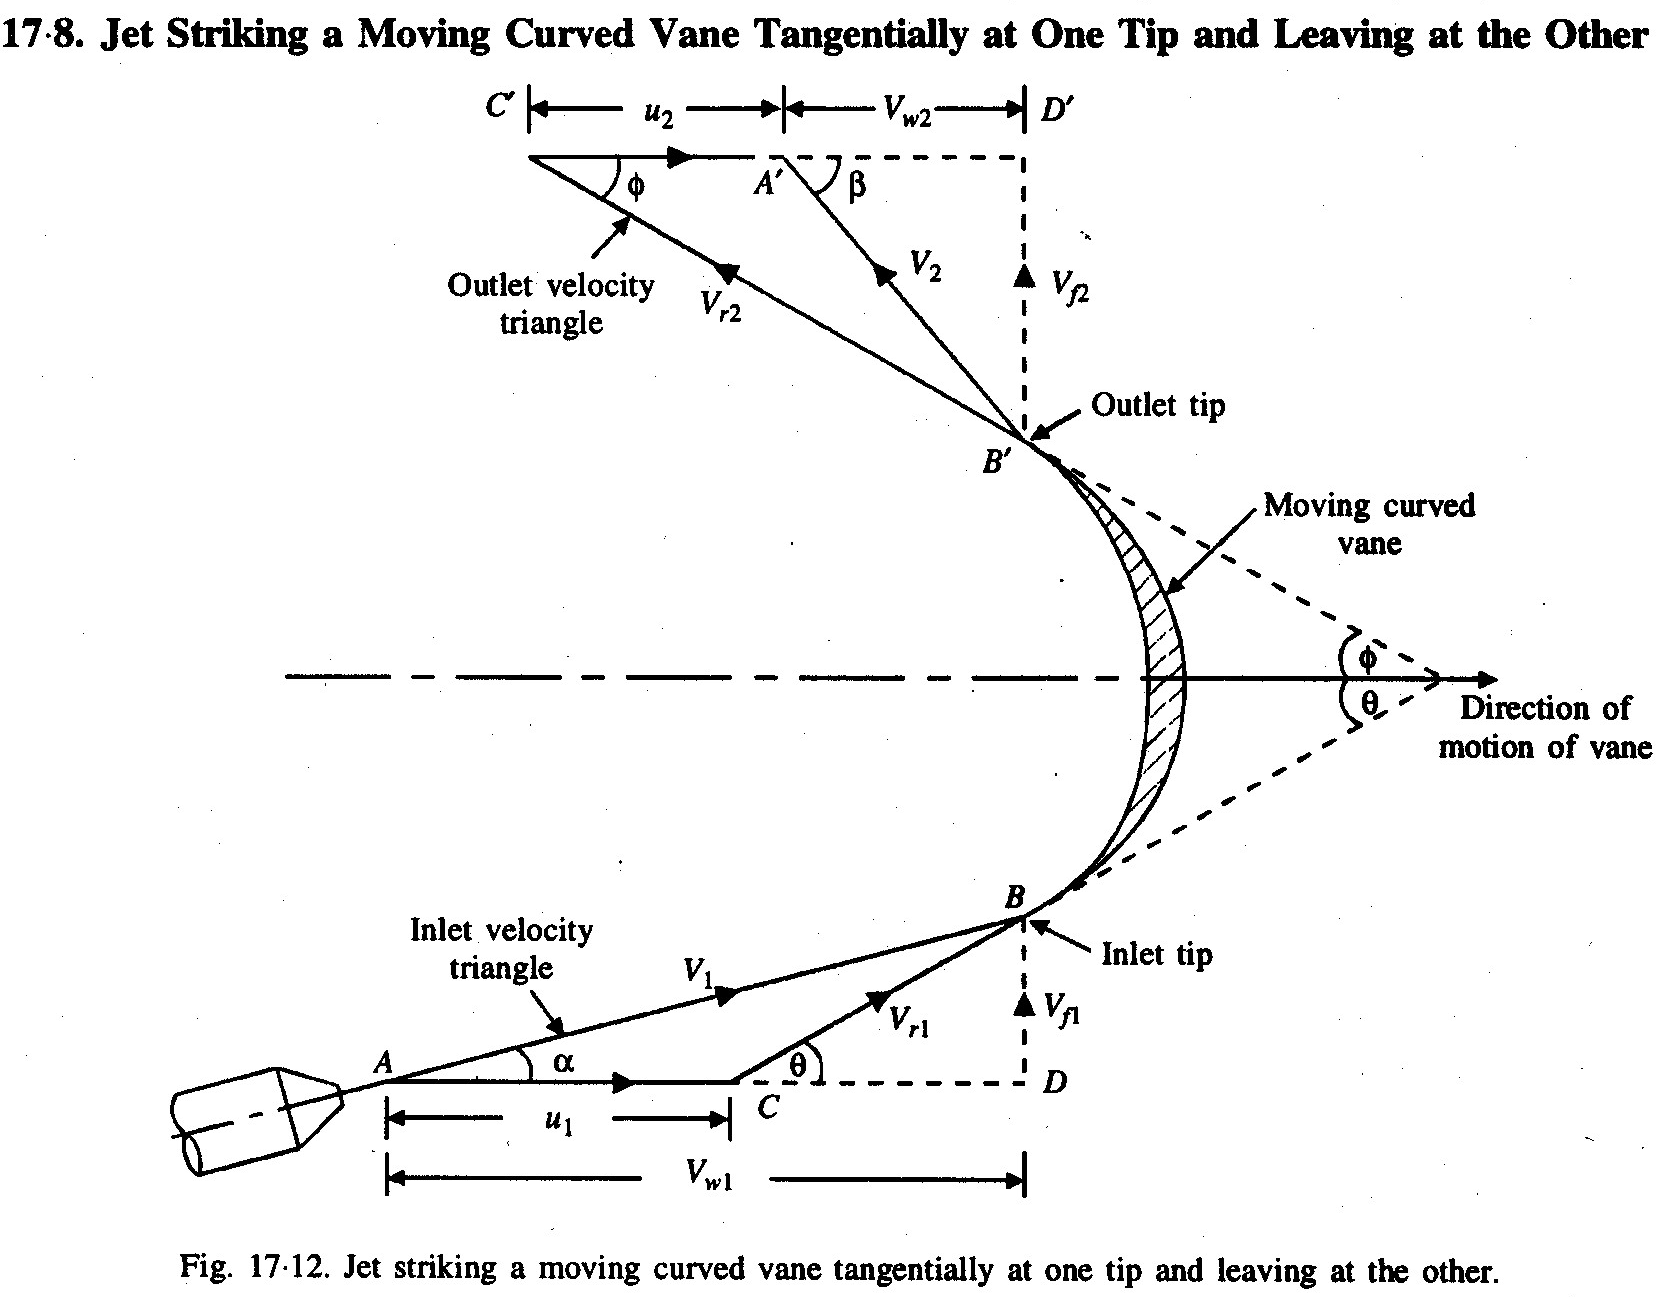 17·8. Jet Striking a Moving Curved Vane Tangentially at One Tip and Leaving at the Other
C′ u2 Vw2 D′
ϕ A′ β
V2
Outlet velocity
triangle
Vr2
Vf2
Outlet tip
B′
Moving curved
vane
ϕ
θ
Direction of
motion of vane
B
Inlet velocity
triangle
Inlet tip
V1
Vr1
Vf1
A α θ
C D
u1
Vw1
Fig. 17·12. Jet striking a moving curved vane tangentially at one tip and leaving at the other.